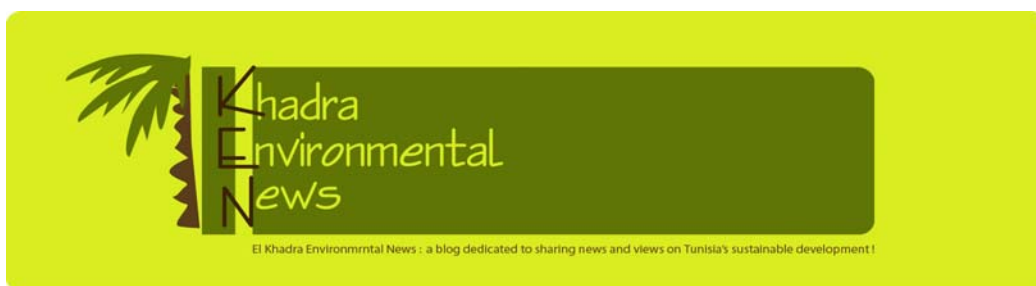 Khadra
Environmental
News
El Khadra Environmrntal News : a blog dedicated to sharing news and views on Tunisia's sustainable development !